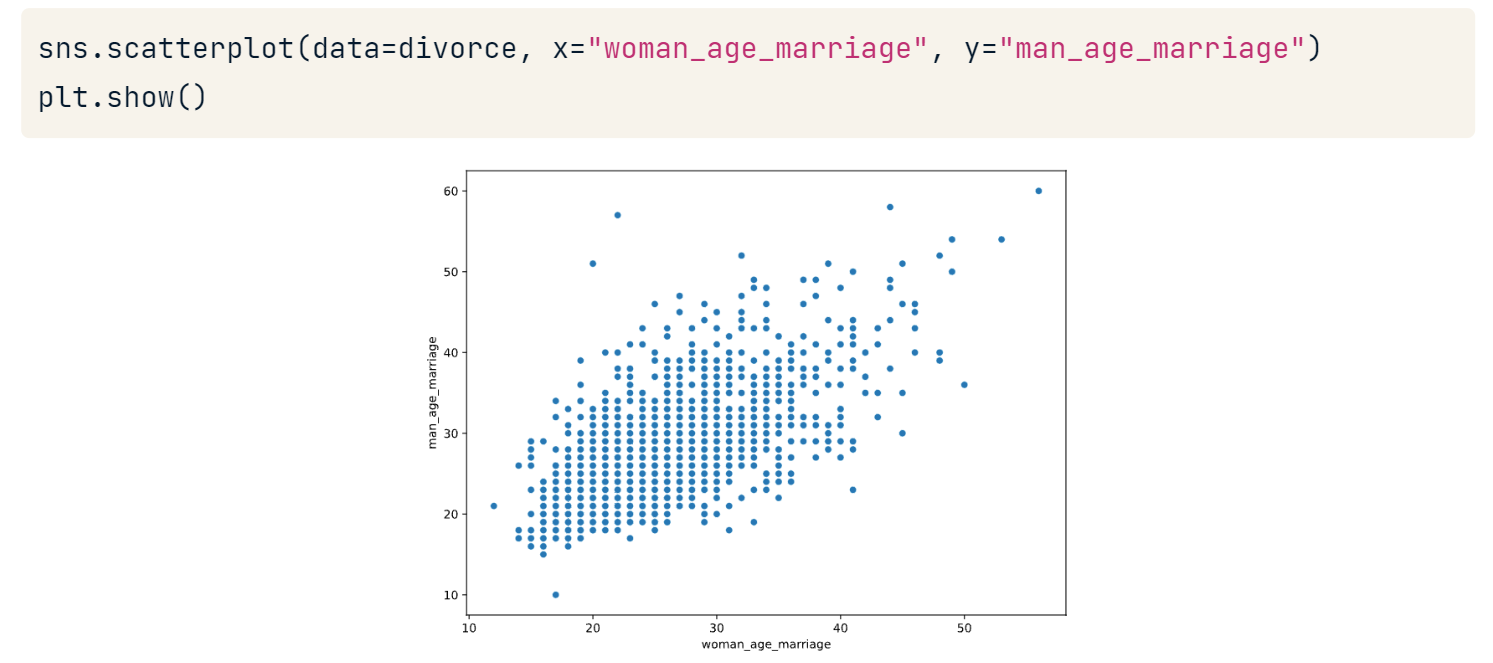 sns.scatterplot(data=divorce, x="woman_age_marriage", y="man_age_marriage")
plt.show()
60
50
40
30
20
10
man_age_marriage
10 20 30 40 50
woman_age_marriage